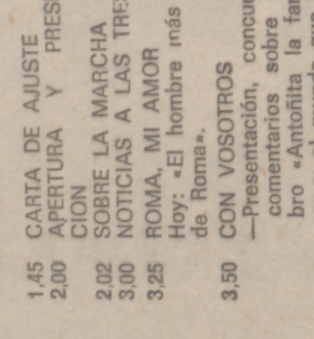 1,45 CARTA DE AJUSTE
2,00 APERTURA Y PRES
CION
2,02 SOBRE LA MARCHA
3,00 NOTICIAS A LAS TRES
3,25 ROMA, MI AMOR
Hoy: «El hombre más
de Roma».
3,50 CON VOSOTROS
—Presentación, concur
comentarios sobre
bro «Antoñita la fan